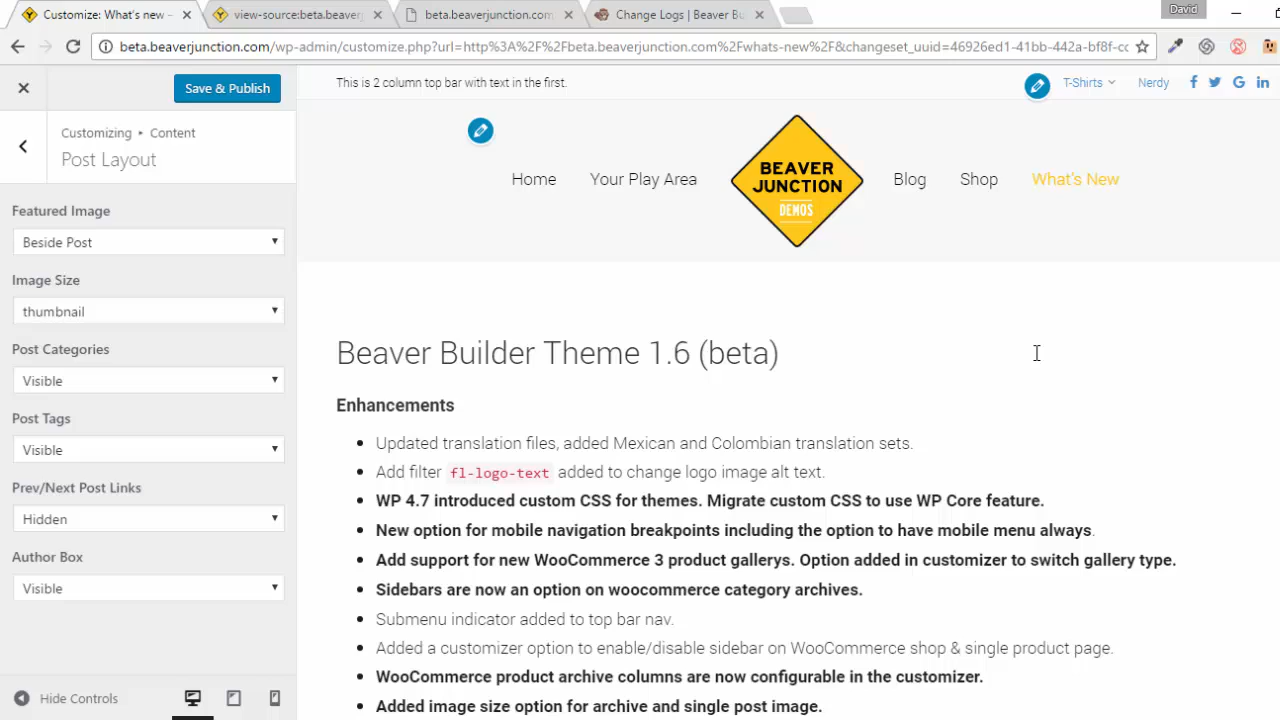 Customize: What's new –
view-source:beta.beaver
beta.beaverjunction.com
Change Logs | Beaver Bu
David
beta.beaverjunction.com/wp-admin/customize.php?url=http%3A%2F%2Fbeta.beaverjunction.com%2Fwhats-new%2F&changeset_uuid=46926ed1-41bb-442a-bf8f-cc
Save & Publish
Customizing ▸ Content
Post Layout
Featured Image
Beside Post
Image Size
thumbnail
Post Categories
Visible
Post Tags
Visible
Prev/Next Post Links
Hidden
Author Box
Visible
Hide Controls
This is 2 column top bar with text in the first.
T-Shirts
Nerdy
Home
Your Play Area
BEAVER
JUNCTION
DEMOS
Blog
Shop
What's New
Beaver Builder Theme 1.6 (beta)
Enhancements
Updated translation files, added Mexican and Colombian translation sets.
Add filter fl-logo-text added to change logo image alt text.
WP 4.7 introduced custom CSS for themes. Migrate custom CSS to use WP Core feature.
New option for mobile navigation breakpoints including the option to have mobile menu always.
Add support for new WooCommerce 3 product gallerys. Option added in customizer to switch gallery type.
Sidebars are now an option on woocommerce category archives.
Submenu indicator added to top bar nav.
Added a customizer option to enable/disable sidebar on WooCommerce shop & single product page.
WooCommerce product archive columns are now configurable in the customizer.
Added image size option for archive and single post image.